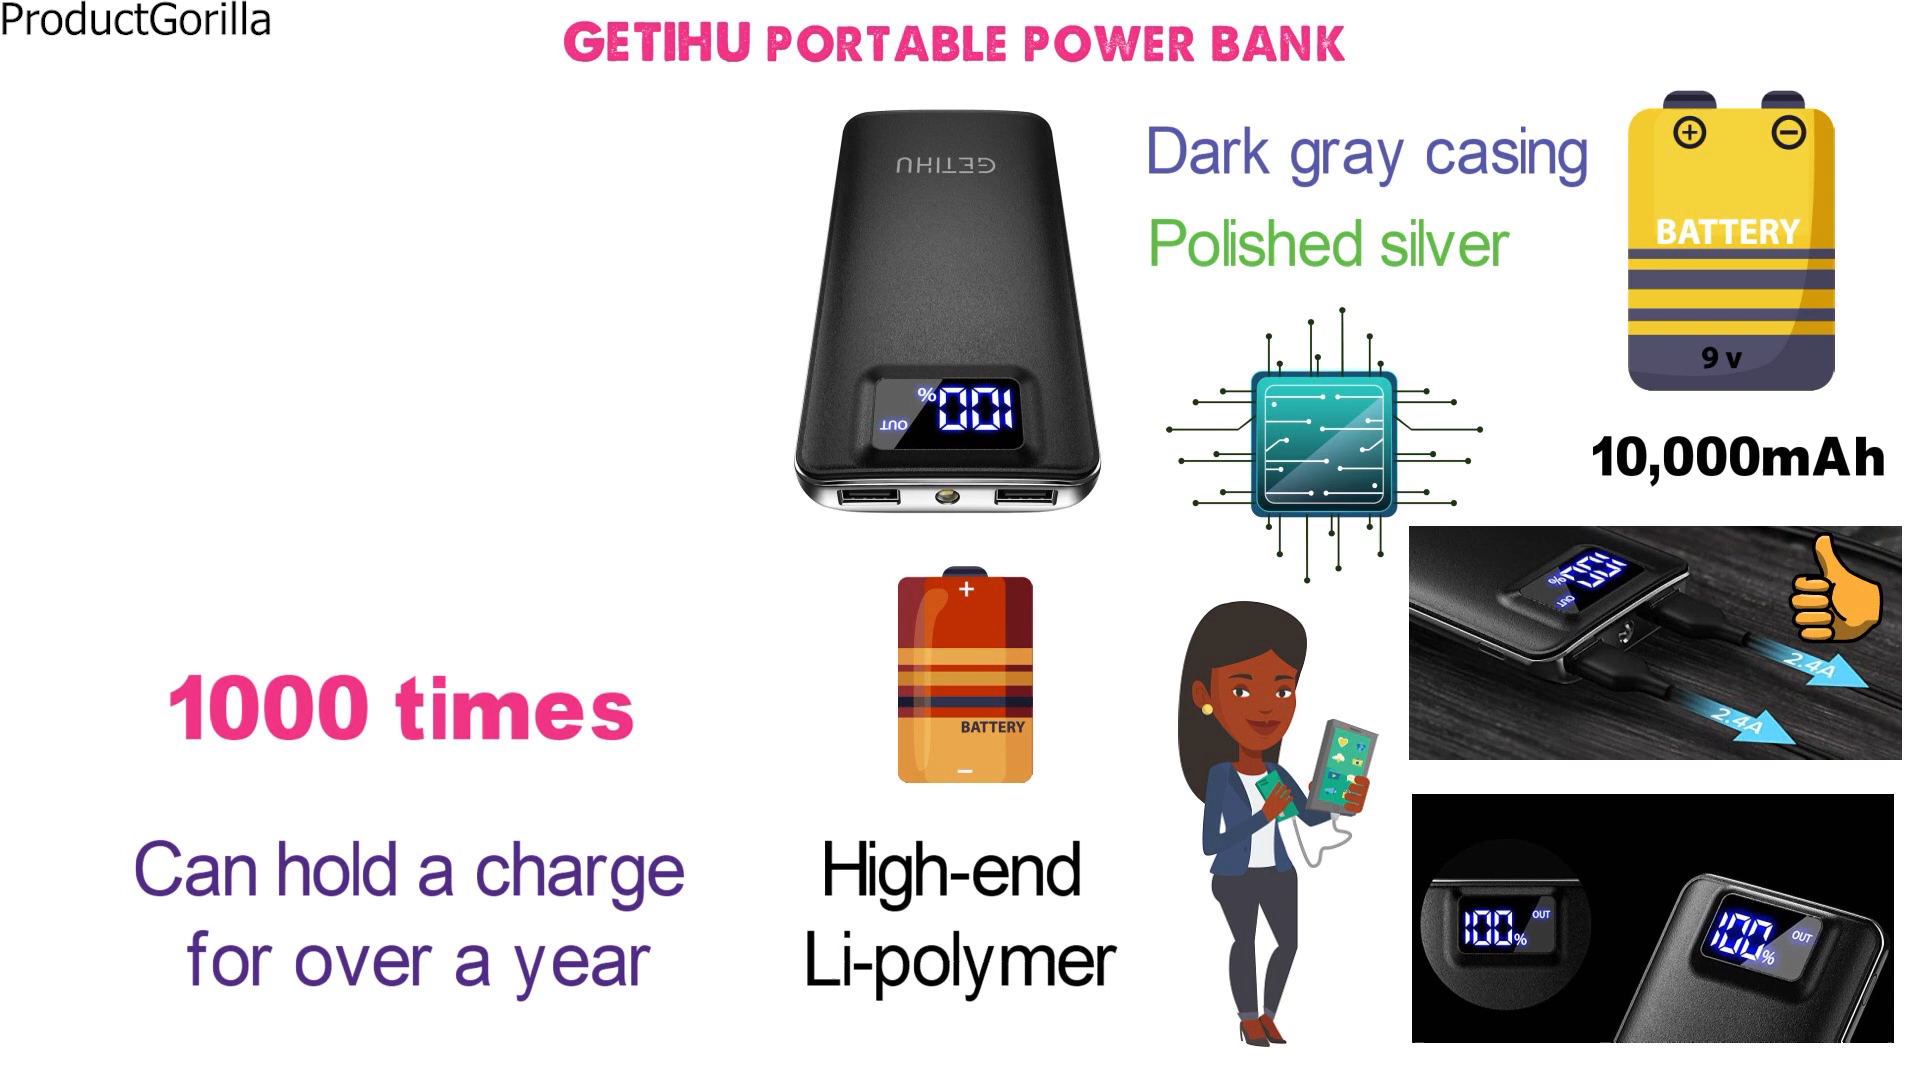 ProductGorilla
GETIHU PORTABLE POWER BANK
GETIHU
100%
OUT
Dark gray casing
Polished silver
BATTERY
9 v
10,000mAh
100%
OUT
2.4A
2.4A
1000 times
Can hold a charge
for over a year
BATTERY
High-end
Li-polymer
100%
OUT
100%
OUT